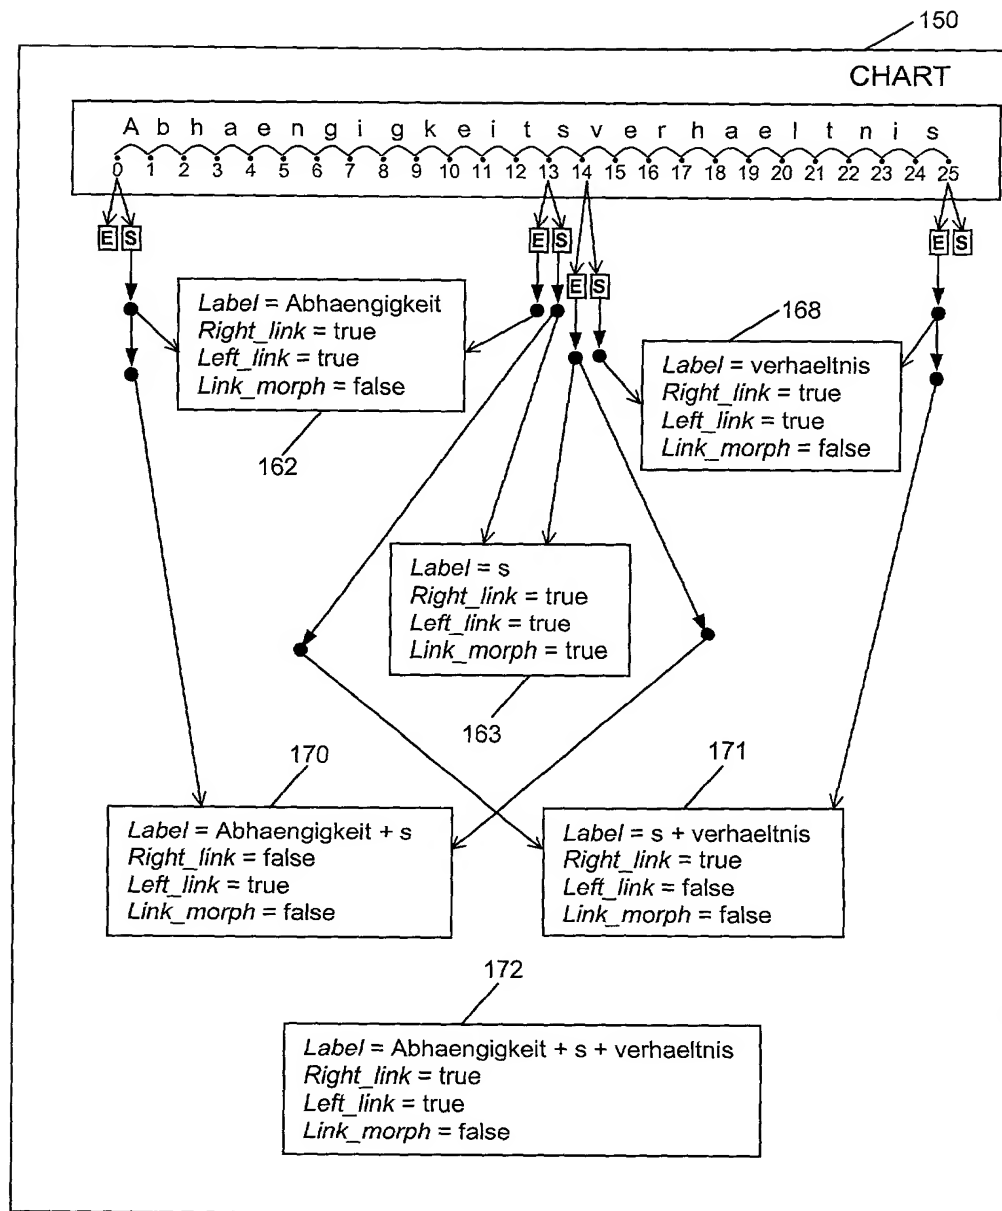 150
CHART
A b h a e n g i g k e i t s v e r h a e l t n i s
0 1 2 3 4 5 6 7 8 9 10 11 12 13 14 15 16 17 18 19 20 21 22 23 24 25
E S E S E S
E S
Label = Abhaengigkeit
Right_link = true
Left_link = true
Link_morph = false
162
168
Label = verhaeltnis
Right_link = true
Left_link = true
Link_morph = false
Label = s
Right_link = true
Left_link = true
Link_morph = true
163
170
Label = Abhaengigkeit + s
Right_link = false
Left_link = true
Link_morph = false
171
Label = s + verhaeltnis
Right_link = true
Left_link = false
Link_morph = false
172
Label = Abhaengigkeit + s + verhaeltnis
Right_link = true
Left_link = true
Link_morph = false